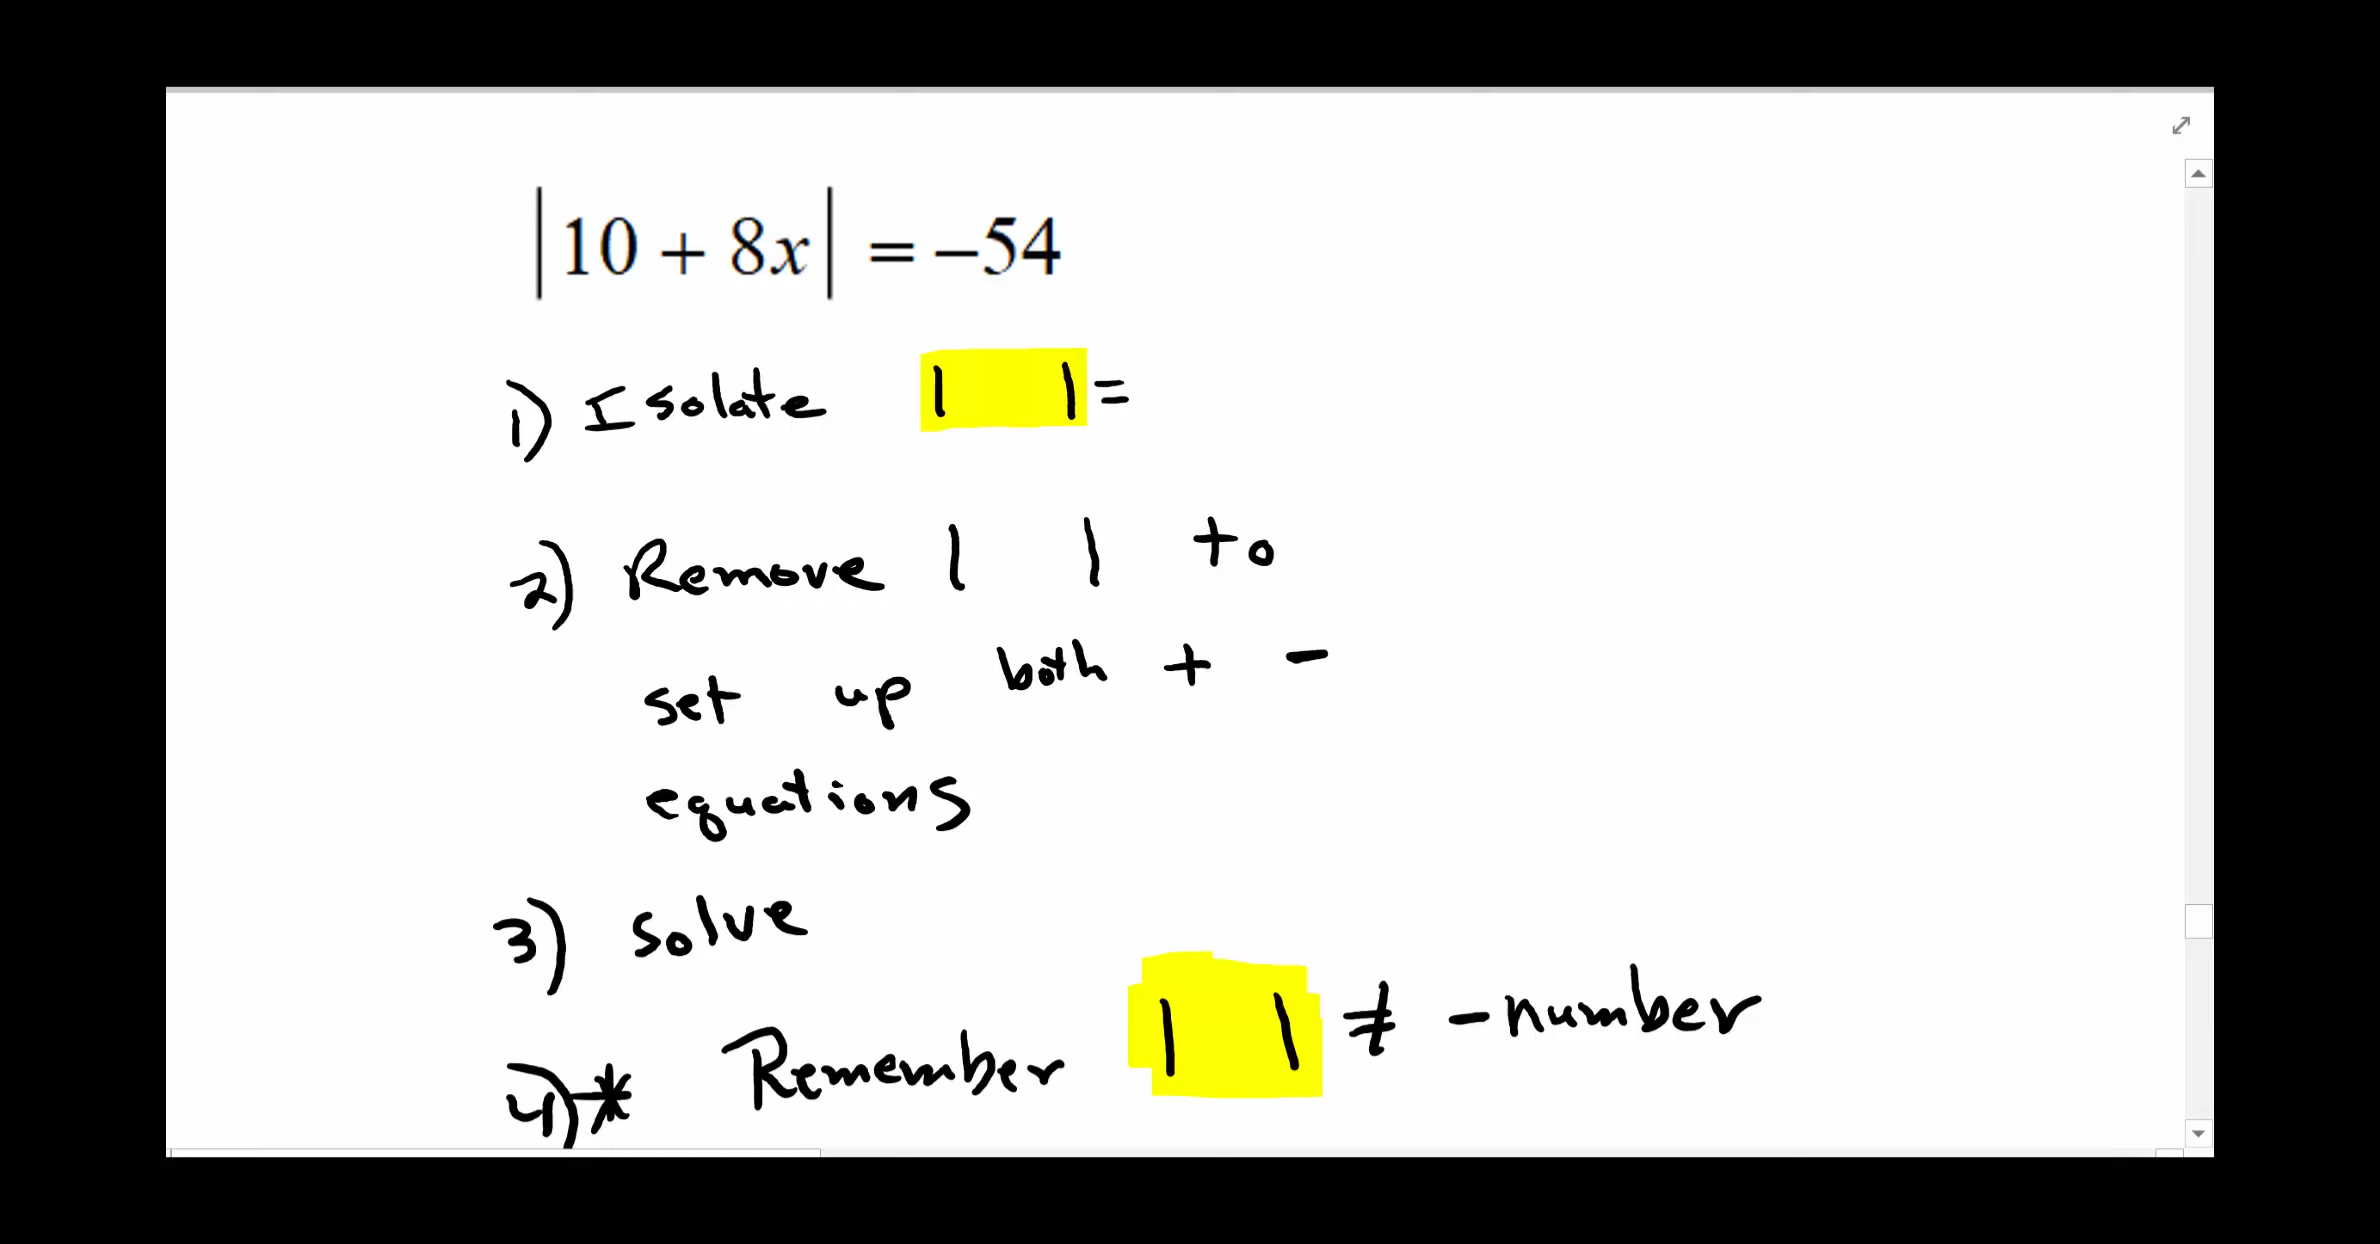 |10 + 8x| = −54
1) Isolate | | =
2) Remove | | to
set up both + -
equations
3) solve
4)* Remember | | ≠ - number